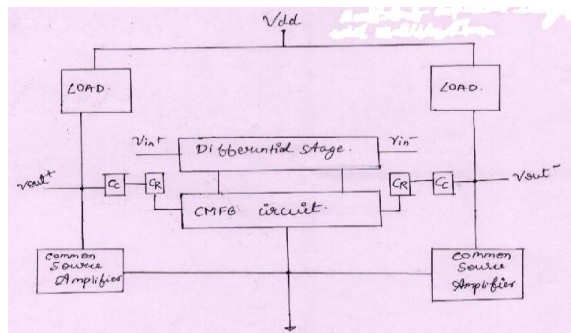 Vdd
LOAD.
LOAD.
Vin+
Differential stage.
Vin-
Vout+
CC
CR
CR
CC
Vout-
CMFB circuit.
Common
Source
Amplifier
Common
Source
Amplifier